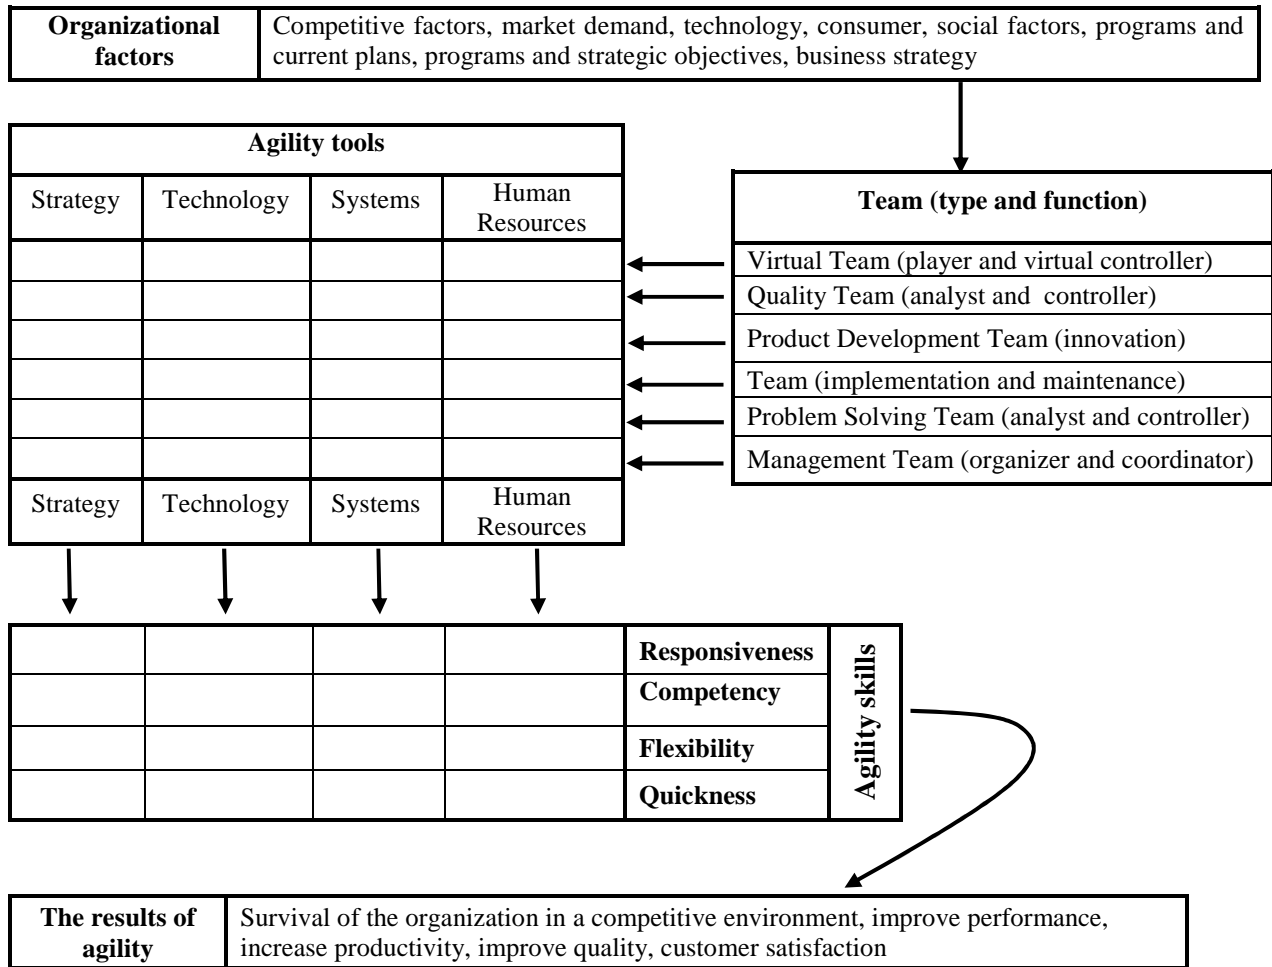 Organizational
factors
Competitive factors, market demand, technology, consumer, social factors, programs and
current plans, programs and strategic objectives, business strategy
Agility tools
Strategy
Technology
Systems
Human
Resources
Team (type and function)
Virtual Team (player and virtual controller)
Quality Team (analyst and controller)
Product Development Team (innovation)
Team (implementation and maintenance)
Problem Solving Team (analyst and controller)
Management Team (organizer and coordinator)
Strategy
Technology
Systems
Human
Resources
Responsiveness
Competency
Flexibility
Quickness
Agility skills
The results of
agility
Survival of the organization in a competitive environment, improve performance,
increase productivity, improve quality, customer satisfaction